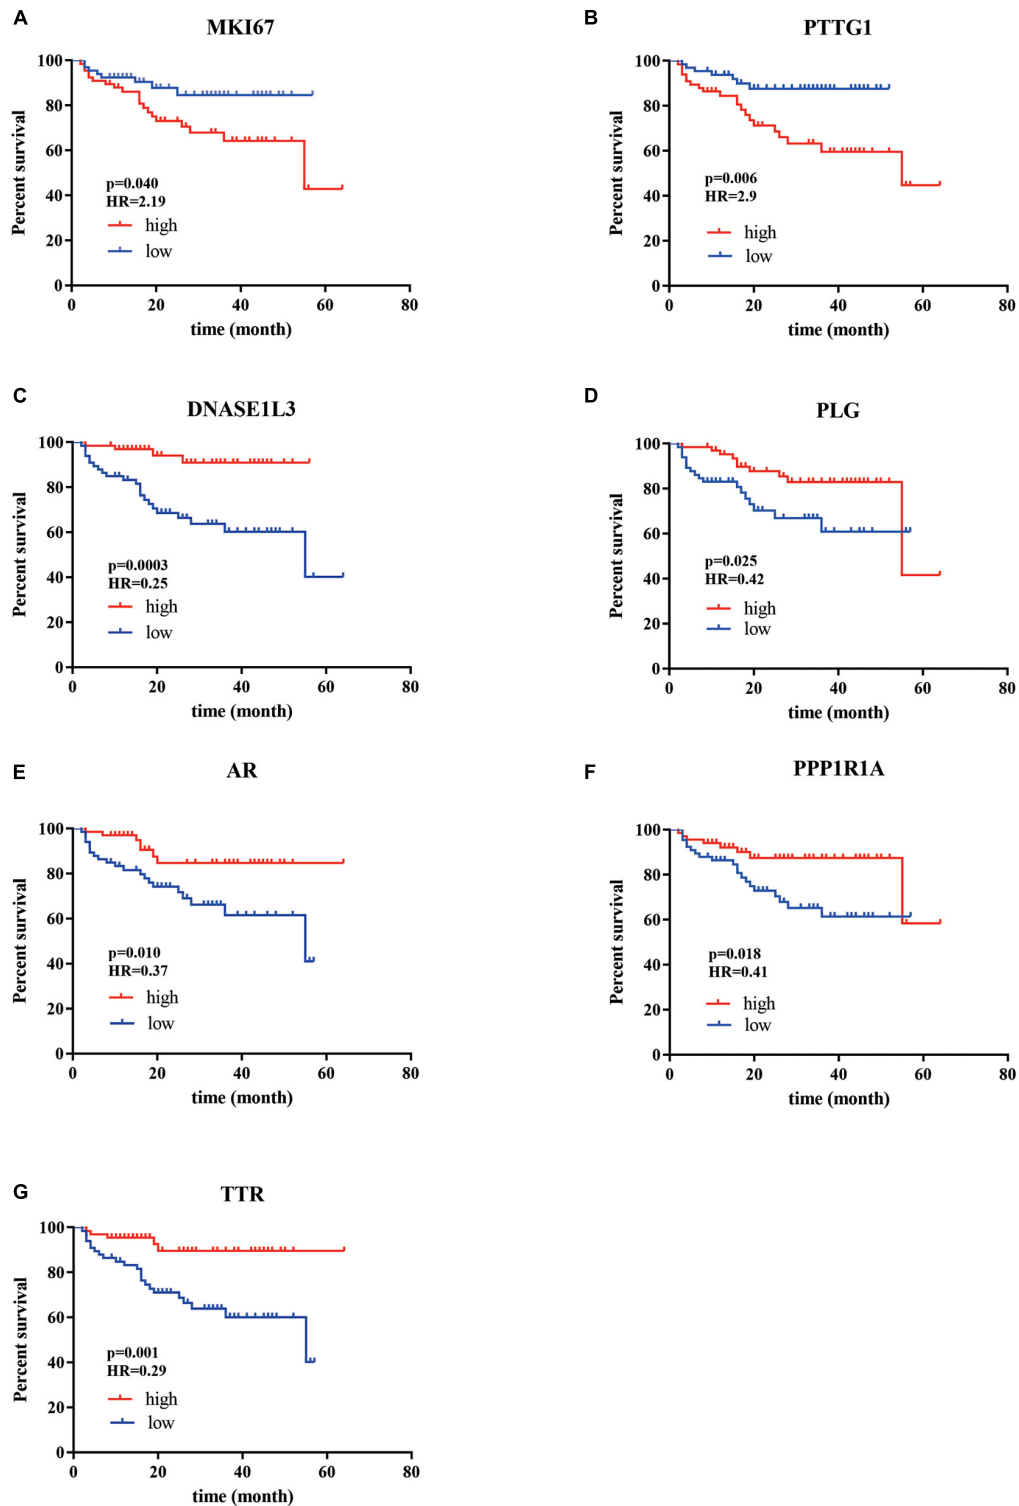 A
MKI67
100
80
60
40
20
0
Percent survival
p=0.040
HR=2.19
high
low
0 20 40 60 80
time (month)
B
PTTG1
100
80
60
40
20
0
Percent survival
p=0.006
HR=2.9
high
low
0 20 40 60 80
time (month)
C
DNASE1L3
100
80
60
40
20
0
Percent survival
p=0.0003
HR=0.25
high
low
0 20 40 60 80
time (month)
D
PLG
100
80
60
40
20
0
Percent survival
p=0.025
HR=0.42
high
low
0 20 40 60 80
time (month)
E
AR
100
80
60
40
20
0
Percent survival
p=0.010
HR=0.37
high
low
0 20 40 60 80
time (month)
F
PPP1R1A
100
80
60
40
20
0
Percent survival
p=0.018
HR=0.41
high
low
0 20 40 60 80
time (month)
G
TTR
100
80
60
40
20
0
Percent survival
p=0.001
HR=0.29
high
low
0 20 40 60 80
time (month)